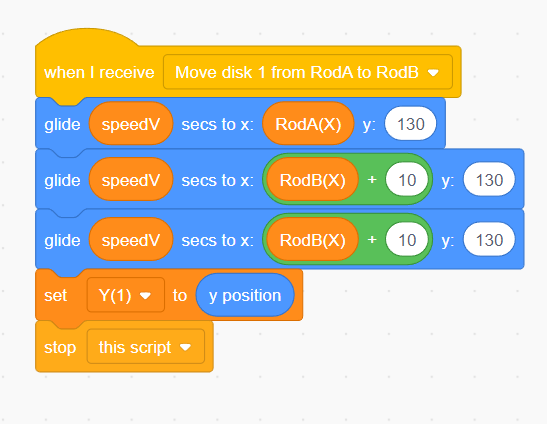 when I receive Move disk 1 from RodA to RodB
glide speedV secs to x: RodA(X) y: 130
glide speedV secs to x: RodB(X) + 10 y: 130
glide speedV secs to x: RodB(X) + 10 y: 130
set Y(1) to y position
stop this script